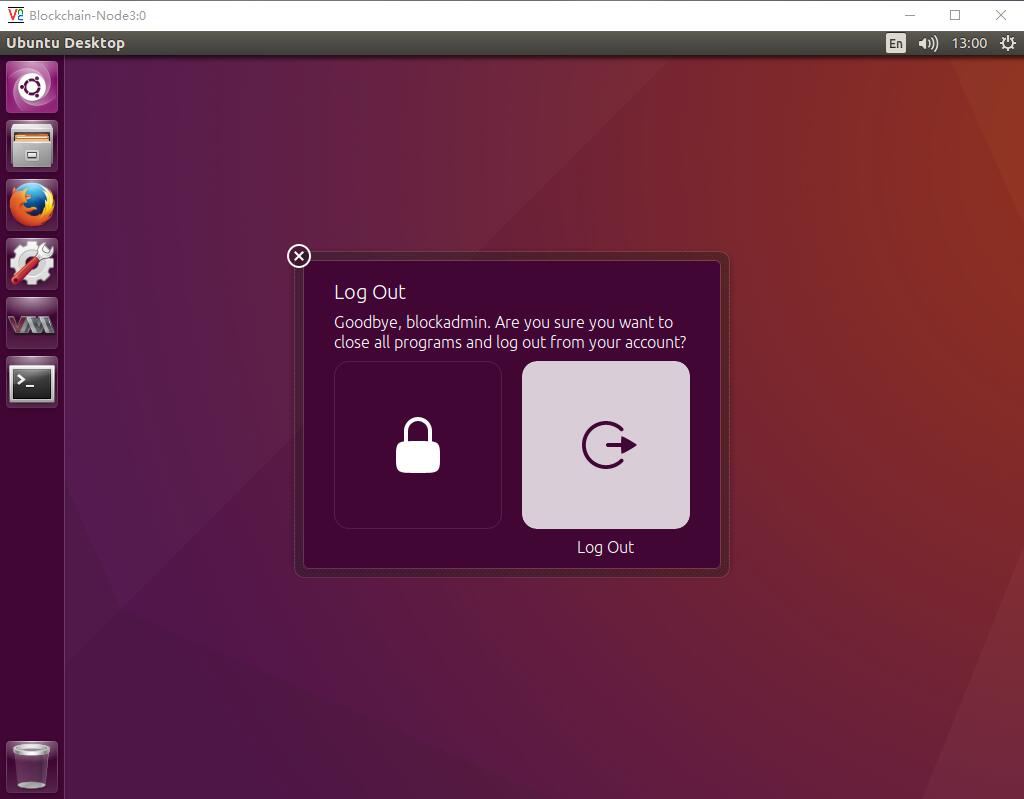 Blockchain-Node3:0
Ubuntu Desktop
En
13:00
Log Out
Goodbye, blockadmin. Are you sure you want to
close all programs and log out from your account?
Log Out